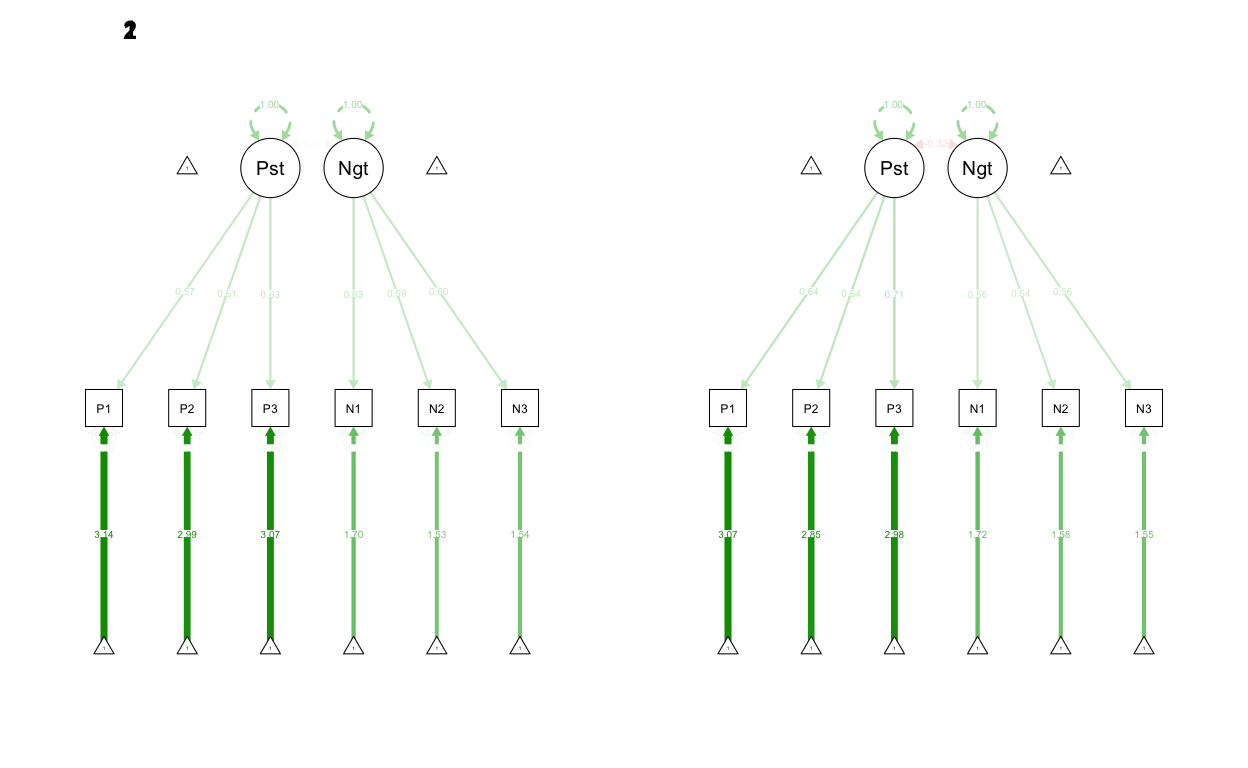 1.00 1.00 1.00 1.00
-0.32
Pst Ngt Pst Ngt
1 1 1 1
0.57 0.51 0.63 0.63 0.59 0.60 0.64 0.54 0.71 0.56 0.54 0.56
P1 P2 P3 N1 N2 N3 P1 P2 P3 N1 N2 N3
3.14 2.99 3.07 1.70 1.53 1.54 3.07 2.85 2.98 1.72 1.58 1.55
1 1 1 1 1 1 1 1 1 1 1 1